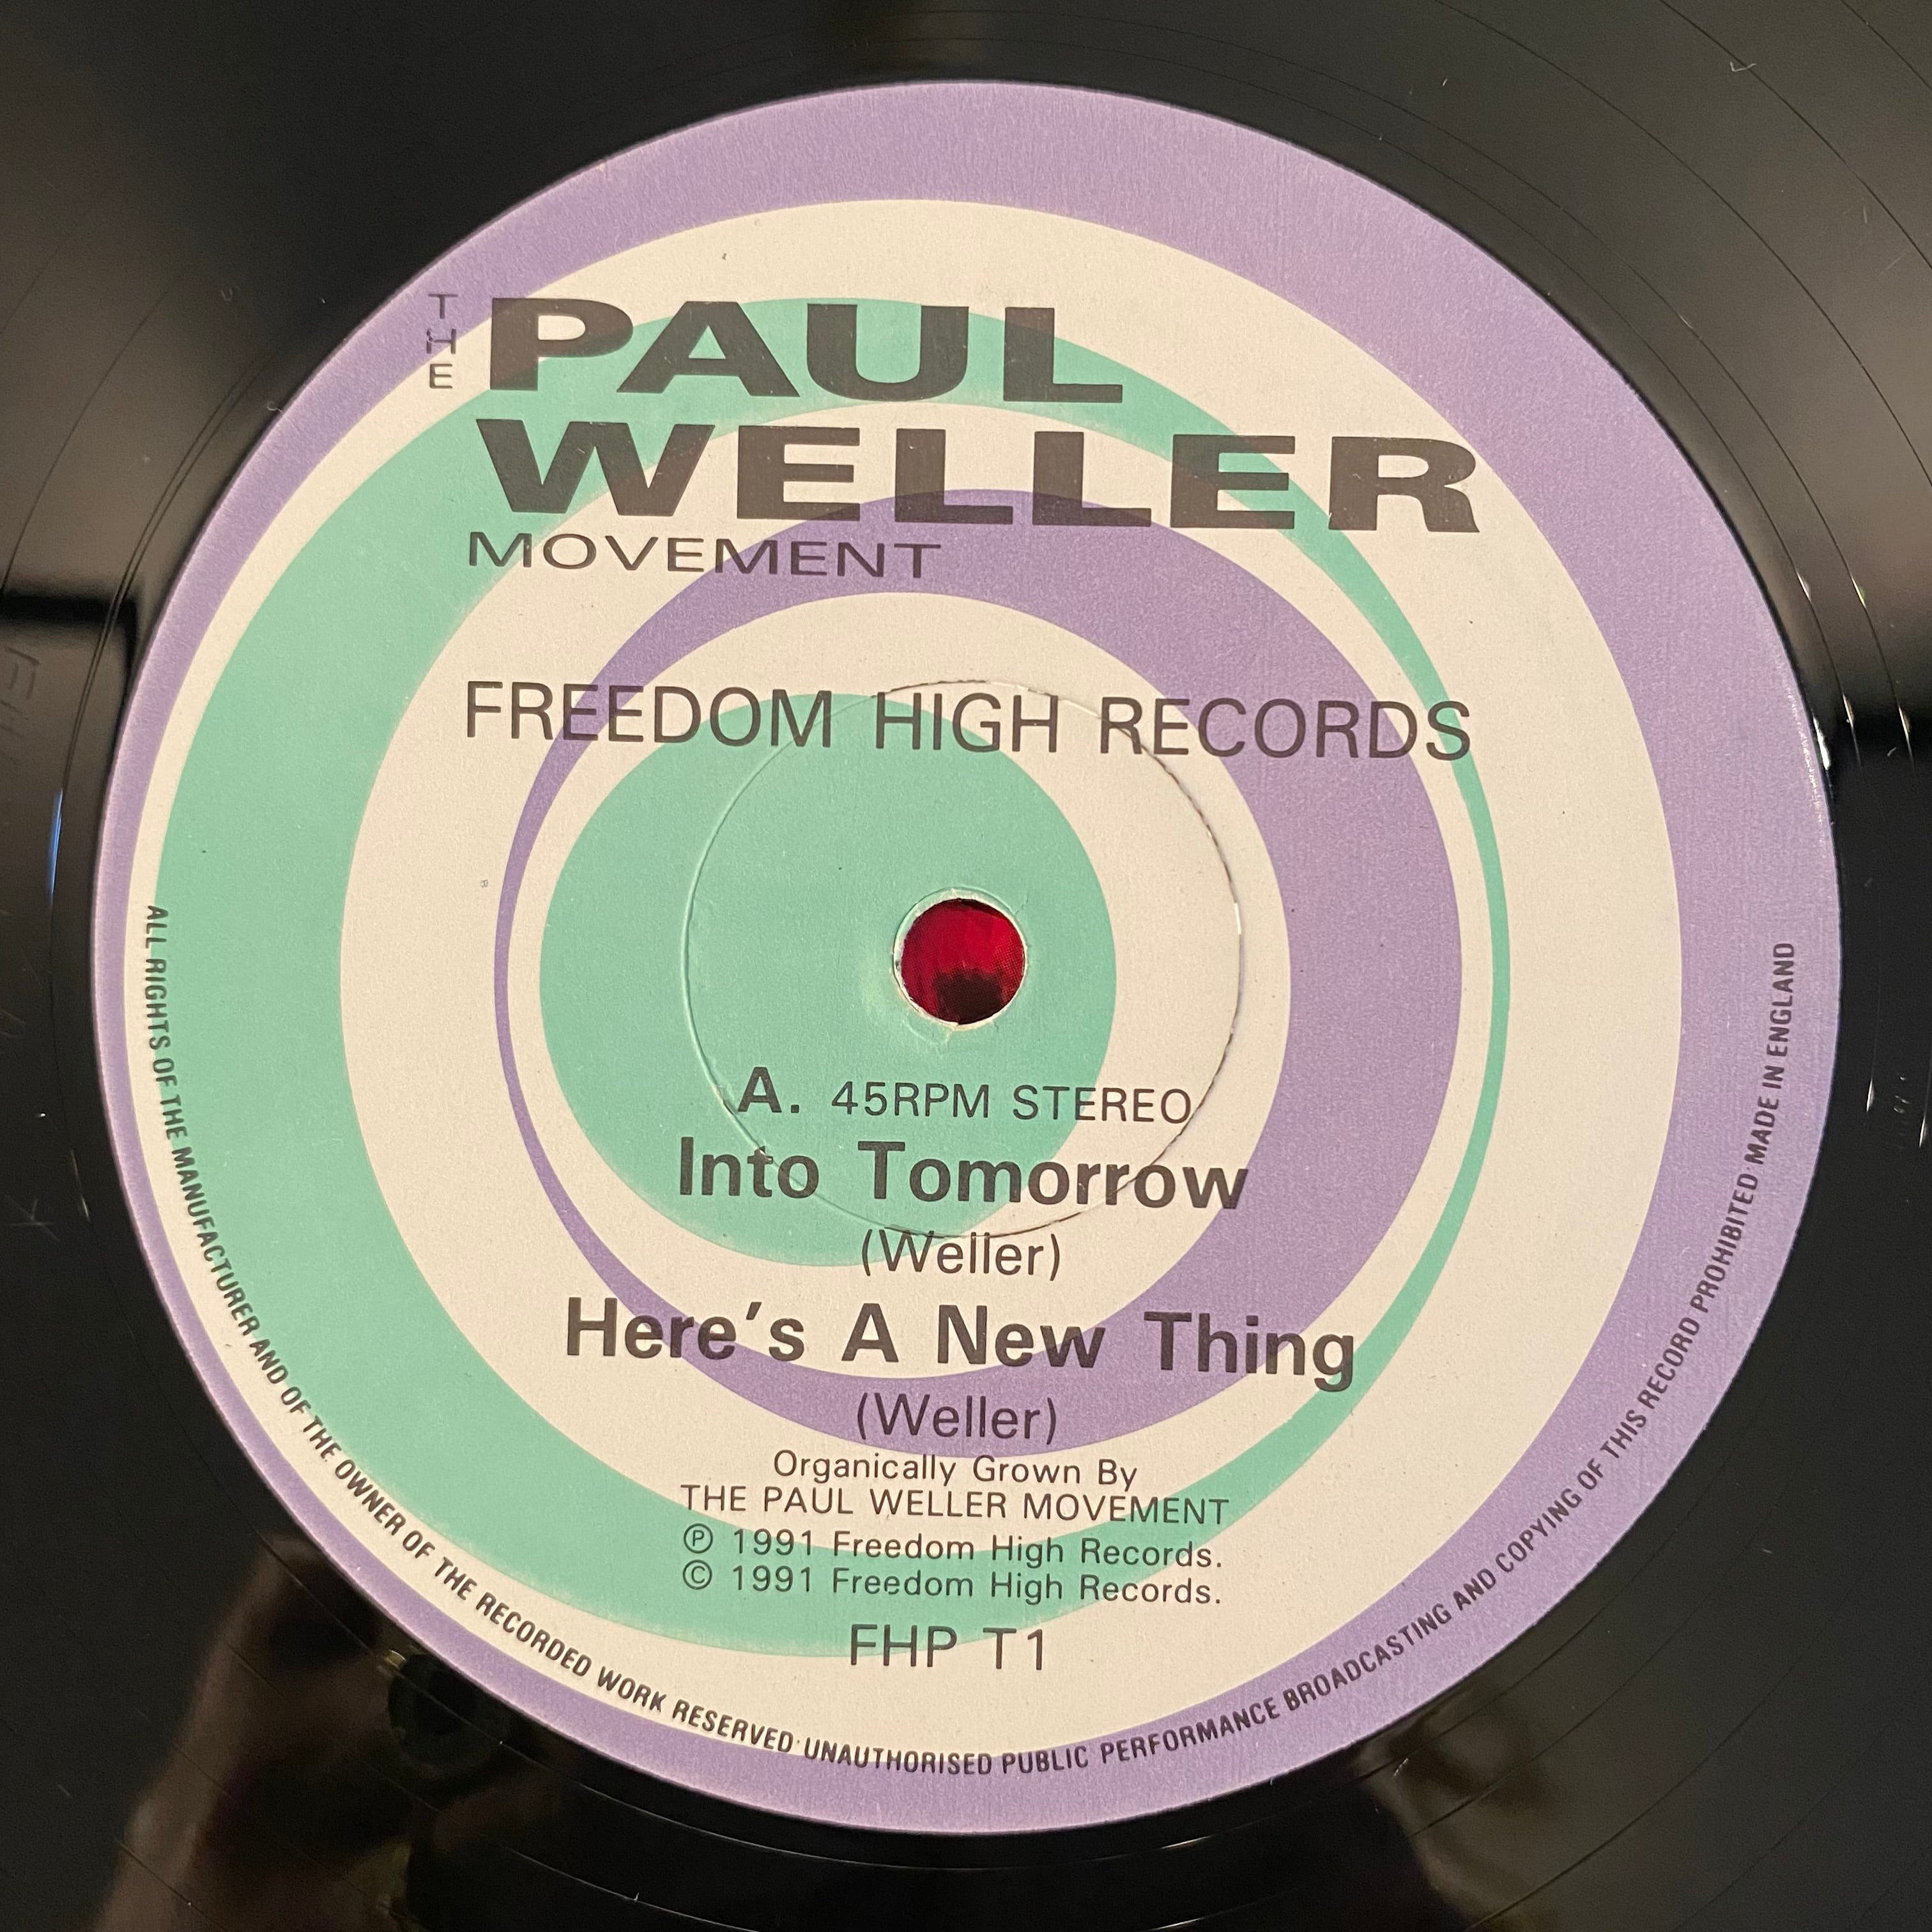 THE
PAUL
WELLER
MOVEMENT
FREEDOM HIGH RECORDS
A. 45RPM STEREO
Into Tomorrow
(Weller)
Here's A New Thing
(Weller)
Organically Grown By
THE PAUL WELLER MOVEMENT
Ⓟ 1991 Freedom High Records.
© 1991 Freedom High Records.
FHP T1
ALL RIGHTS OF THE MANUFACTURER AND OF THE OWNER OF THE RECORDED WORK RESERVED·UNAUTHORISED PUBLIC PERFORMANCE BROADCASTING AND COPYING OF THIS RECORD PROHIBITED MADE IN ENGLAND